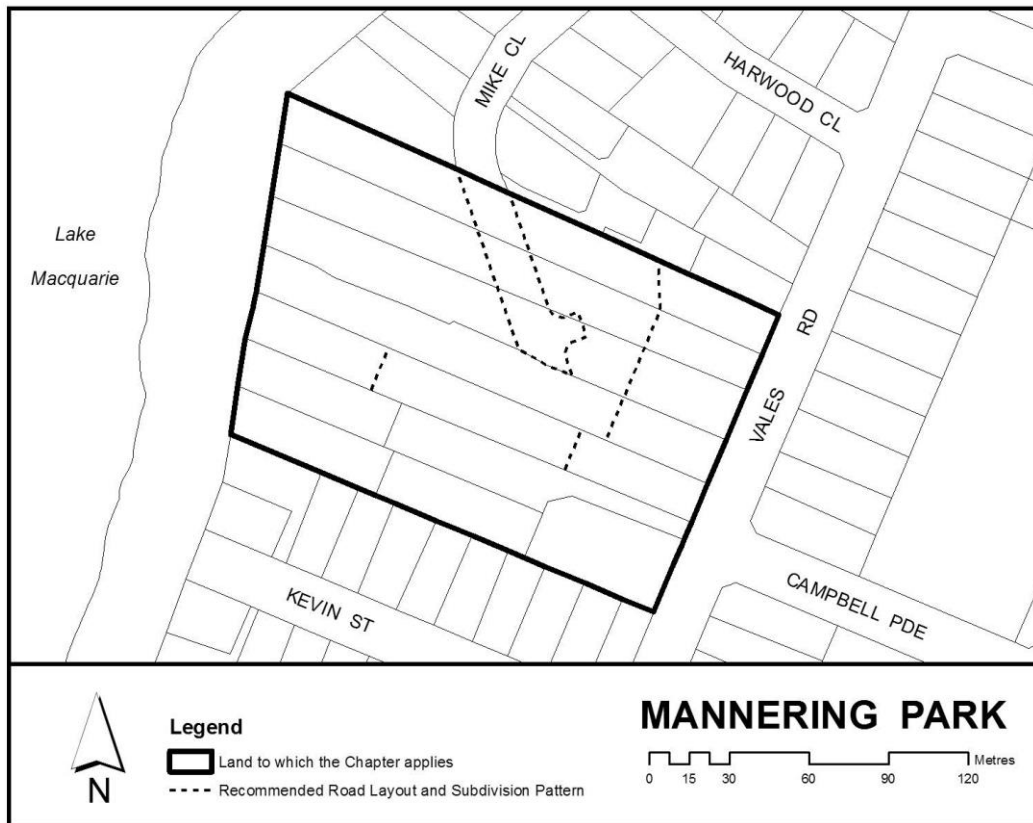 MIKE CL
HARWOOD CL
Lake
Macquarie
VALES RD
KEVIN ST
CAMPBELL PDE
N
Legend
Land to which the Chapter applies
Recommended Road Layout and Subdivision Pattern
MANNERING PARK
Metres
0 15 30 60 90 120